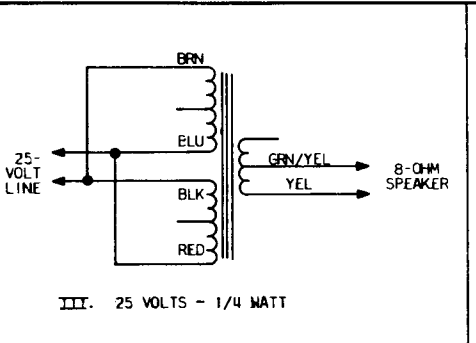 BRN
BLU
25-
VOLT
LINE
GRN/YEL
YEL
8-OHM
SPEAKER
BLK
RED
III. 25 VOLTS - 1/4 WATT